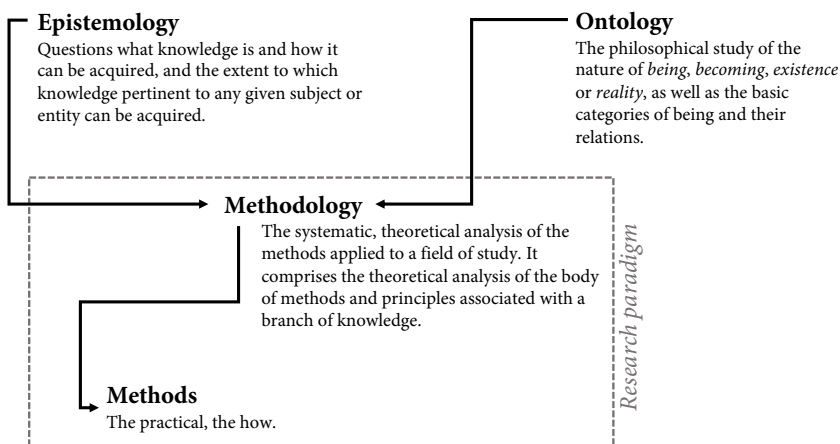 Epistemology
Questions what knowledge is and how it
can be acquired, and the extent to which
knowledge pertinent to any given subject or
entity can be acquired.
Ontology
The philosophical study of the
nature of being, becoming, existence
or reality, as well as the basic
categories of being and their
relations.
Methodology
The systematic, theoretical analysis of the
methods applied to a field of study. It
comprises the theoretical analysis of the body
of methods and principles associated with a
branch of knowledge.
Research paradigm
Methods
The practical, the how.